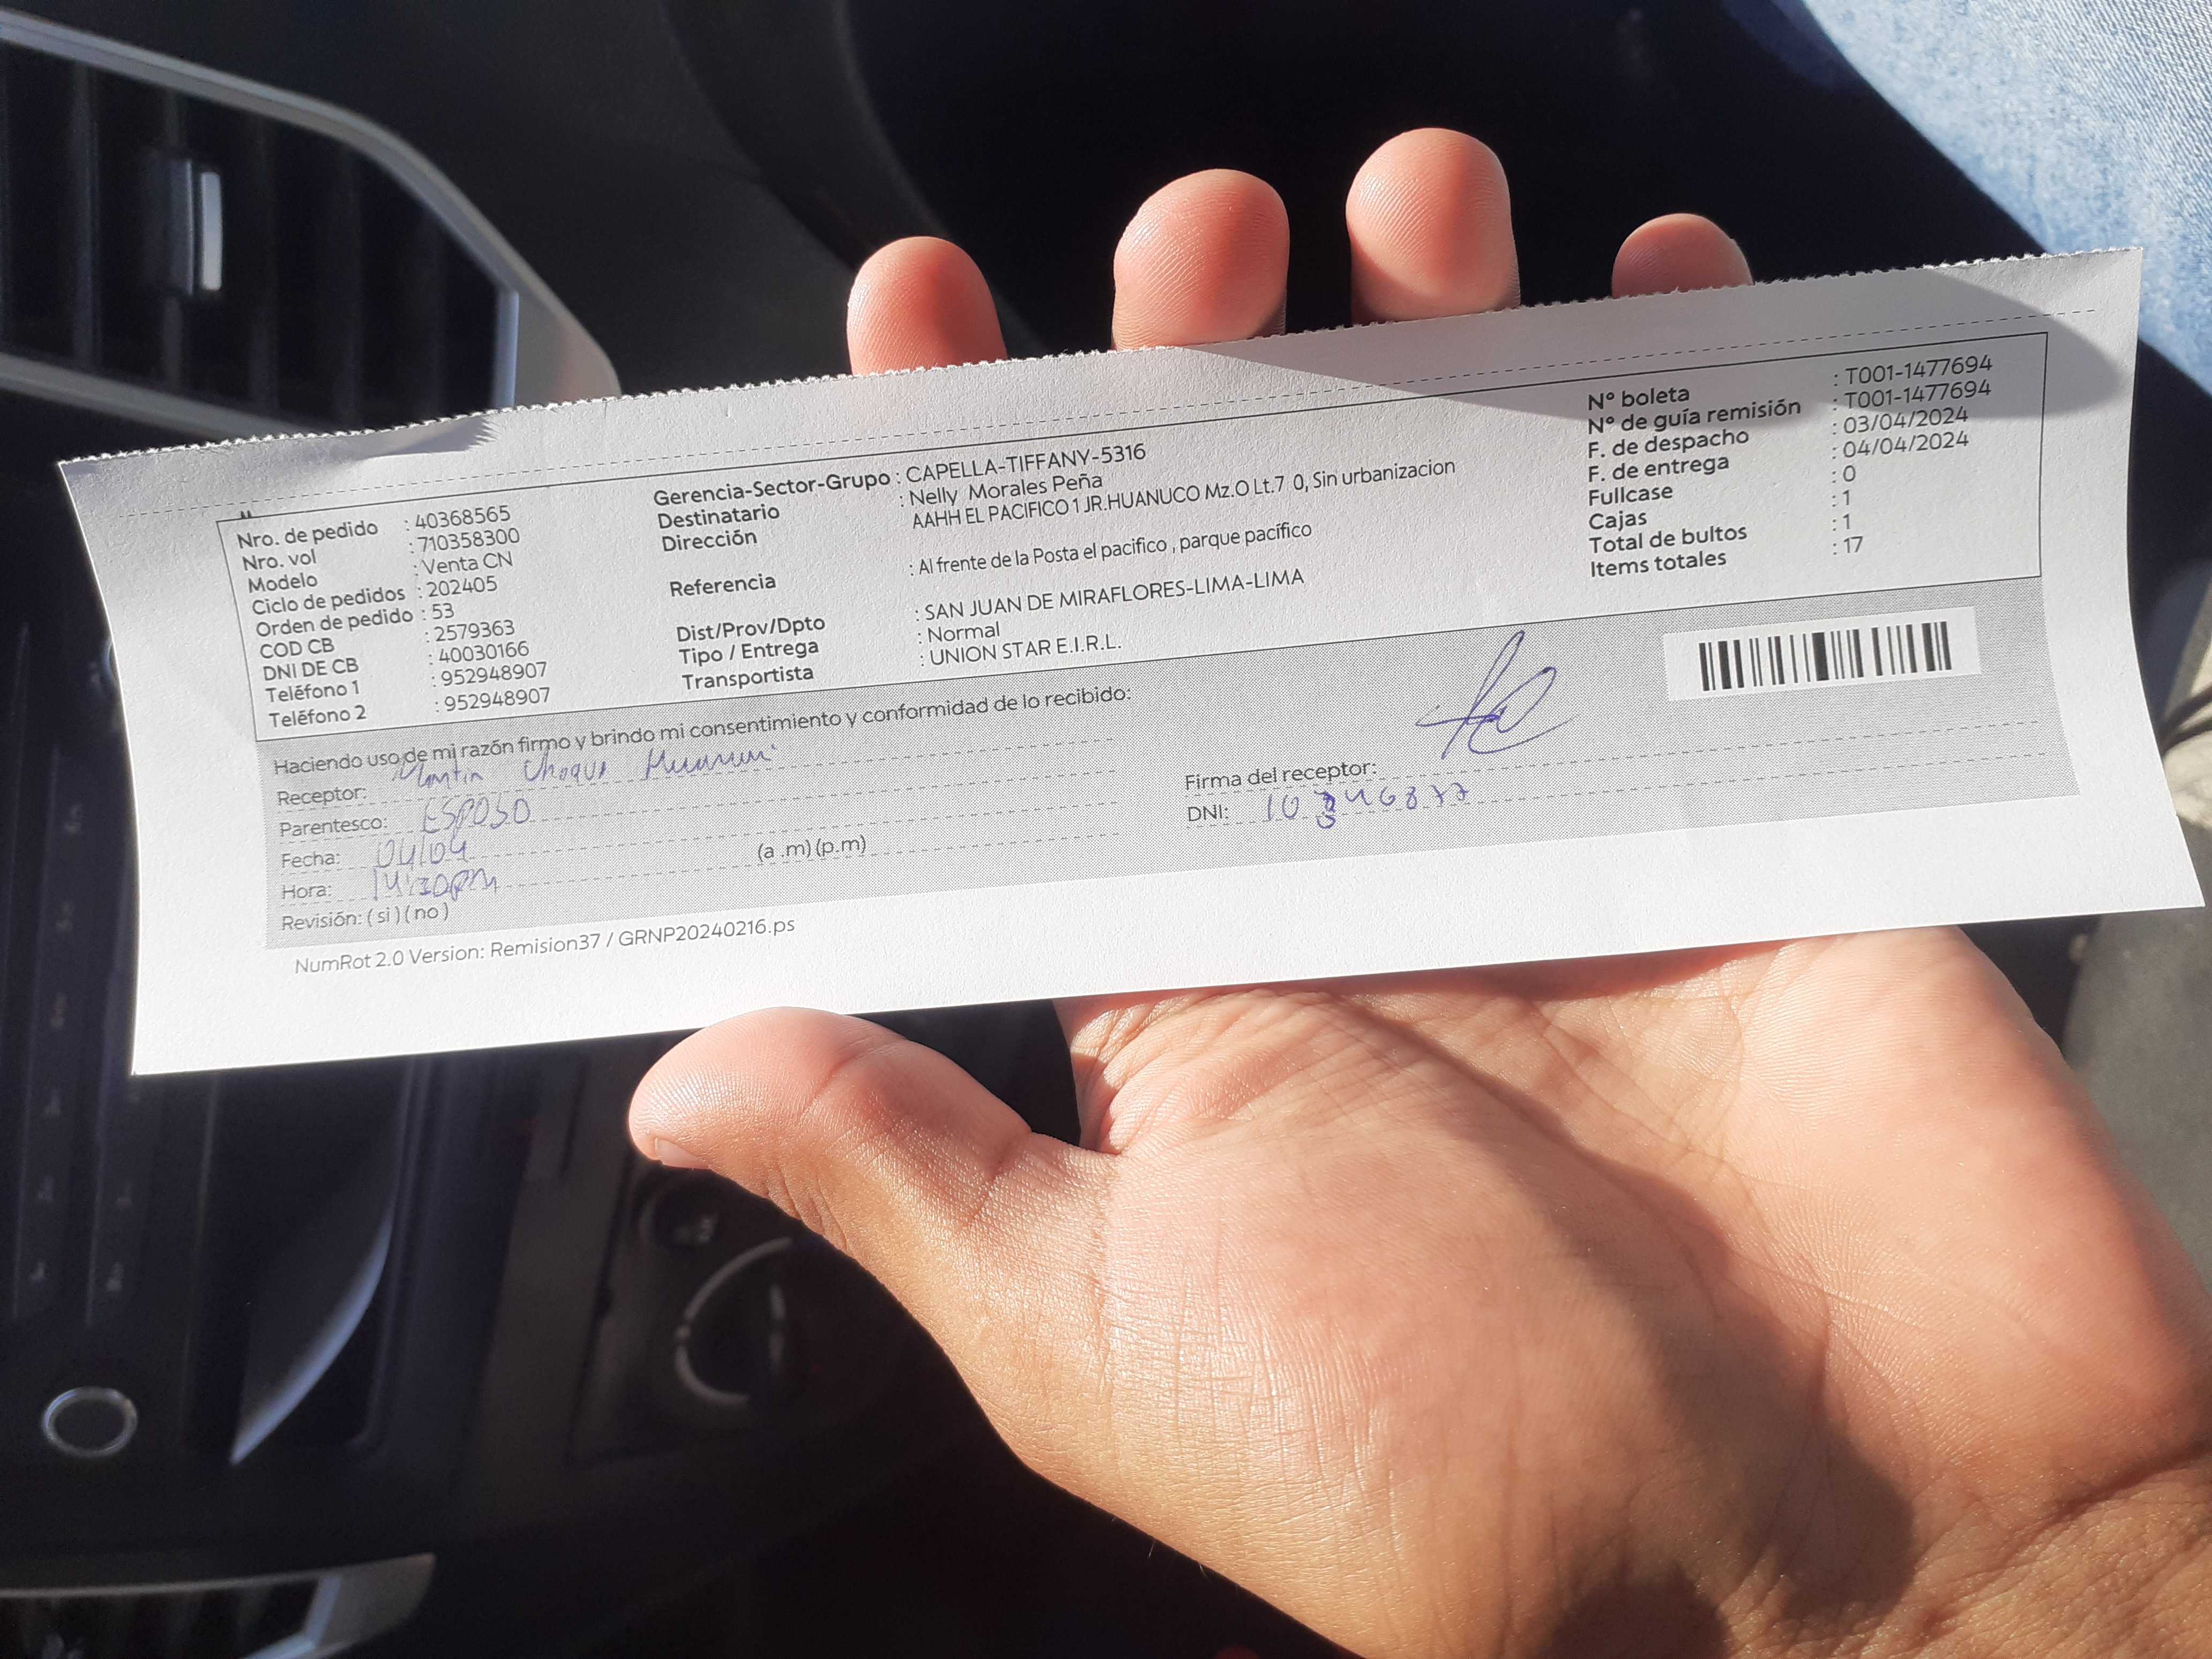 Nro. de pedido : 40368565
Nro. vol : 710358300
Modelo : Venta CN
Ciclo de pedidos : 202405
Orden de pedido : 53
COD CB : 2579363
DNI DE CB : 40030166
Teléfono 1 : 952948907
Teléfono 2 : 952948907
Gerencia-Sector-Grupo : CAPELLA-TIFFANY-5316
Destinatario : Nelly Morales Peña
Dirección AAHH EL PACIFICO 1 JR.HUANUCO Mz.O Lt.7 0, Sin urbanizacion
Referencia : Al frente de la Posta el pacifico , parque pacífico
Dist/Prov/Dpto : SAN JUAN DE MIRAFLORES-LIMA-LIMA
Tipo / Entrega : Normal
Transportista : UNION STAR E.I.R.L.
N° boleta : T001-1477694
N° de guía remisión : T001-1477694
F. de despacho : 03/04/2024
F. de entrega : 04/04/2024
Fullcase : 0
Cajas : 1
Total de bultos : 1
Items totales : 17
Haciendo uso de mi razón firmo y brindo mi consentimiento y conformidad de lo recibido:
Receptor: Martin Choque
Parentesco: ESPOSO
Fecha: 04/04
Hora: 14:30PM (a .m) (p.m)
Revisión: ( si ) ( no )
Firma del receptor:
DNI:
NumRot 2.0 Version: Remision37 / GRNP20240216.ps